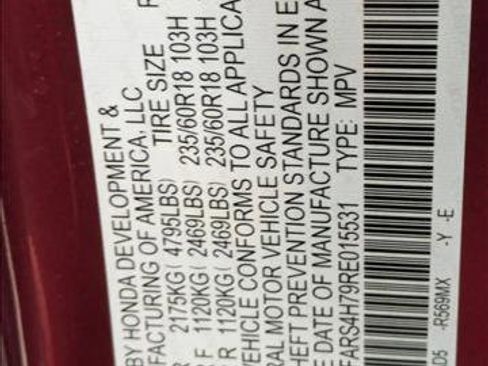 BY HONDA DEVELOPMENT &
FACTURING OF AMERICA, LLC
R TIRE SIZE
2175KG ( 4795LBS)
F 1120KG ( 2469LBS) 235/60R18 103H
R 1120KG ( 2469LBS) 235/60R18 103H
VEHICLE CONFORMS TO ALL APPLICA
RAL MOTOR VEHICLE SAFETY
HEFT PREVENTION STANDARDS IN E
E DATE OF MANUFACTURE SHOWN A
FARS4H79RE015531 TYPE: MPV
D5 -R569MX -Y -E